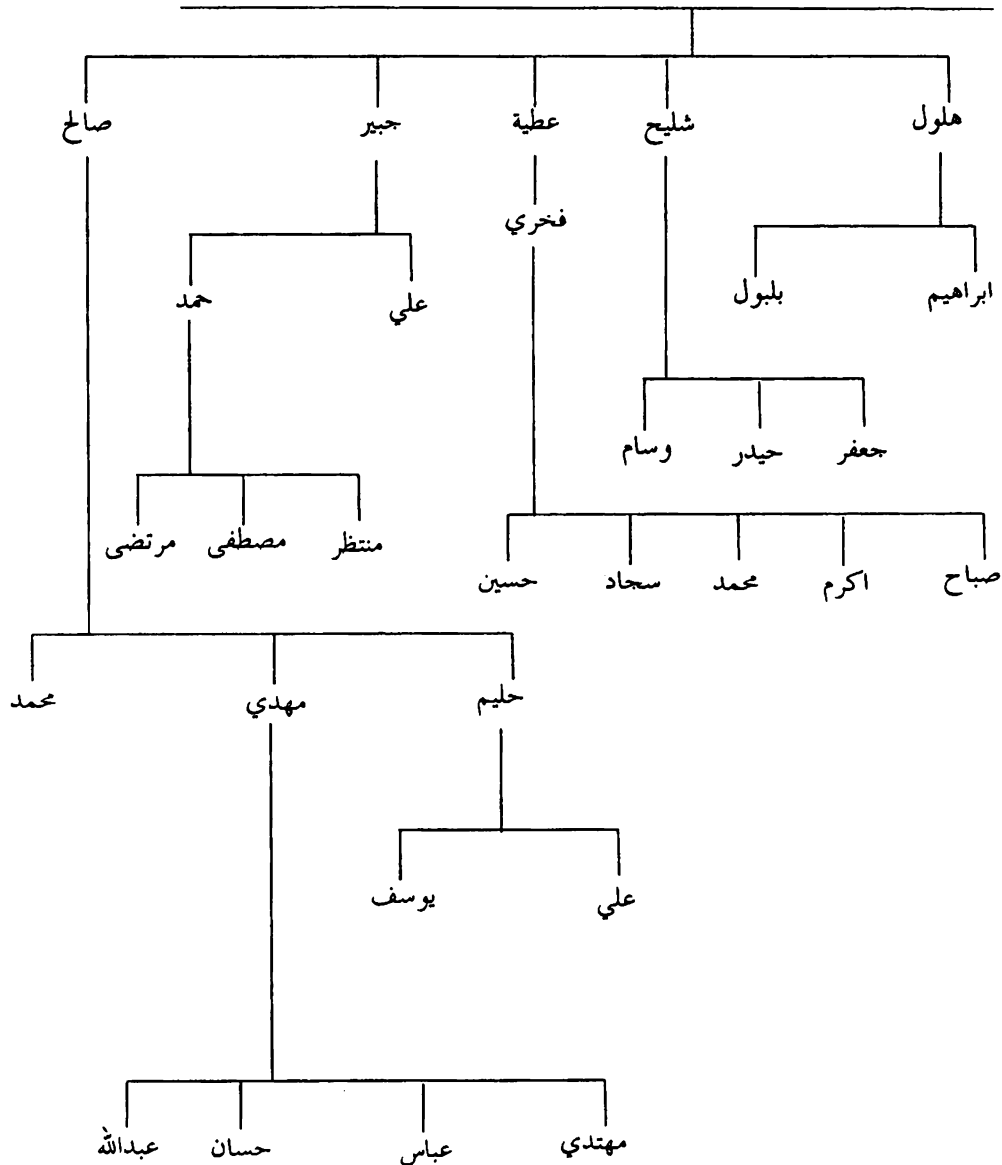 هلول شليح عطية جبير صالح
فخري
ابراهيم بلبول علي حمد
جعفر حيدر وسام
منتظر مصطفى مرتضى
صباح اكرم محمد سجاد حسين
حليم مهدي محمد
علي يوسف
مهتدي عباس حسان عبدالله